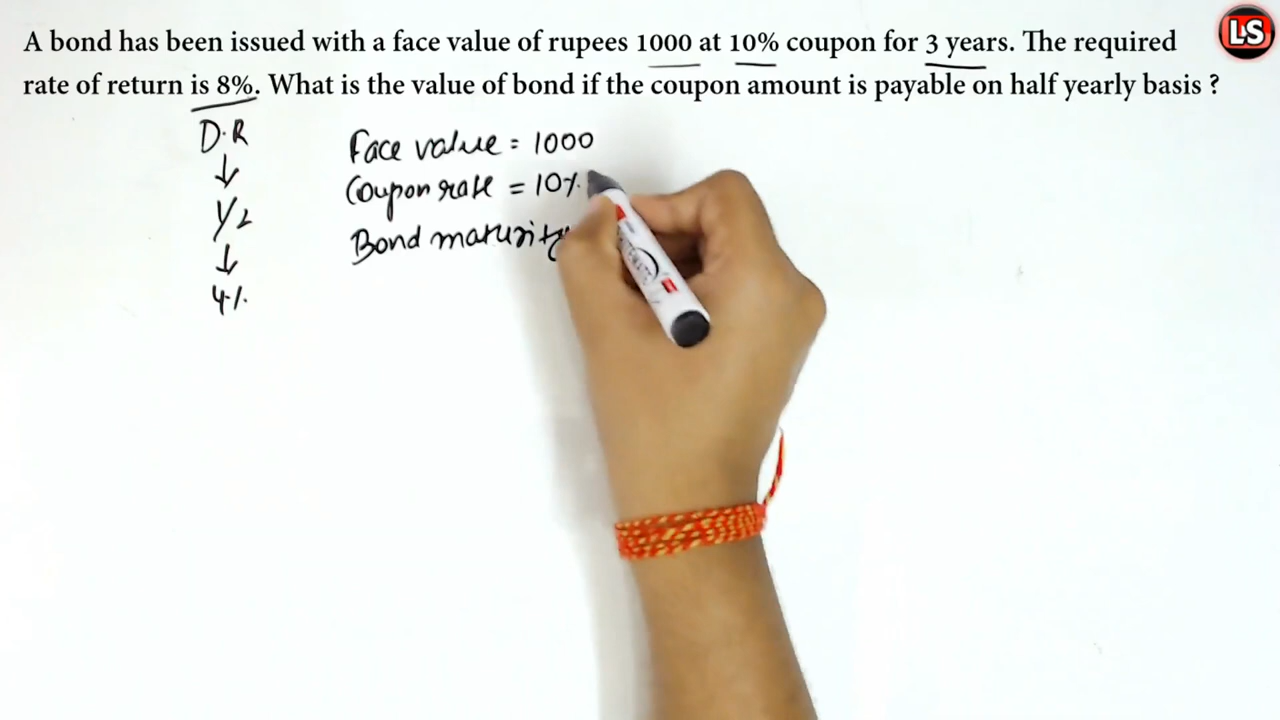 A bond has been issued with a face value of rupees 1000 at 10% coupon for 3 years. The required
rate of return is 8%. What is the value of bond if the coupon amount is payable on half yearly basis ?
LS
D.R
Face value = 1000
Coupon rate = 10%
1/2
Bond maturity
4%